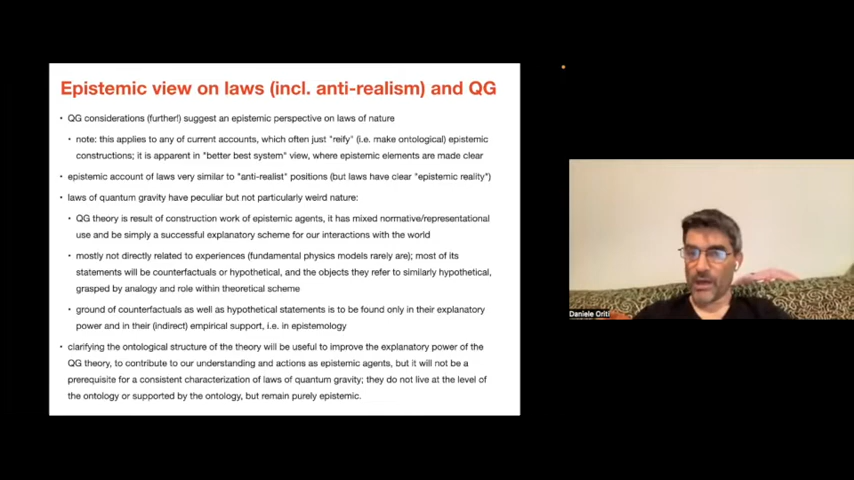 Epistemic view on laws (incl. anti-realism) and QG
• QG considerations (further!) suggest an epistemic perspective on laws of nature
• note: this applies to any of current accounts, which often just "reify" (i.e. make ontological) epistemic
constructions; it is apparent in "better best system" view, where epistemic elements are made clear
• epistemic account of laws very similar to "anti-realist" positions (but laws have clear "epistemic reality")
• laws of quantum gravity have peculiar but not particularly weird nature:
• QG theory is result of construction work of epistemic agents, it has mixed normative/representational
use and be simply a successful explanatory scheme for our interactions with the world
• mostly not directly related to experiences (fundamental physics models rarely are); most of its
statements will be counterfactuals or hypothetical, and the objects they refer to similarly hypothetical,
grasped by analogy and role within theoretical scheme
• ground of counterfactuals as well as hypothetical statements is to be found only in their explanatory
power and in their (indirect) empirical support, i.e. in epistemology
• clarifying the ontological structure of the theory will be useful to improve the explanatory power of the
QG theory, to contribute to our understanding and actions as epistemic agents, but it will not be a
prerequisite for a consistent characterization of laws of quantum gravity; they do not live at the level of
the ontology or supported by the ontology, but remain purely epistemic.
Daniele Oriti